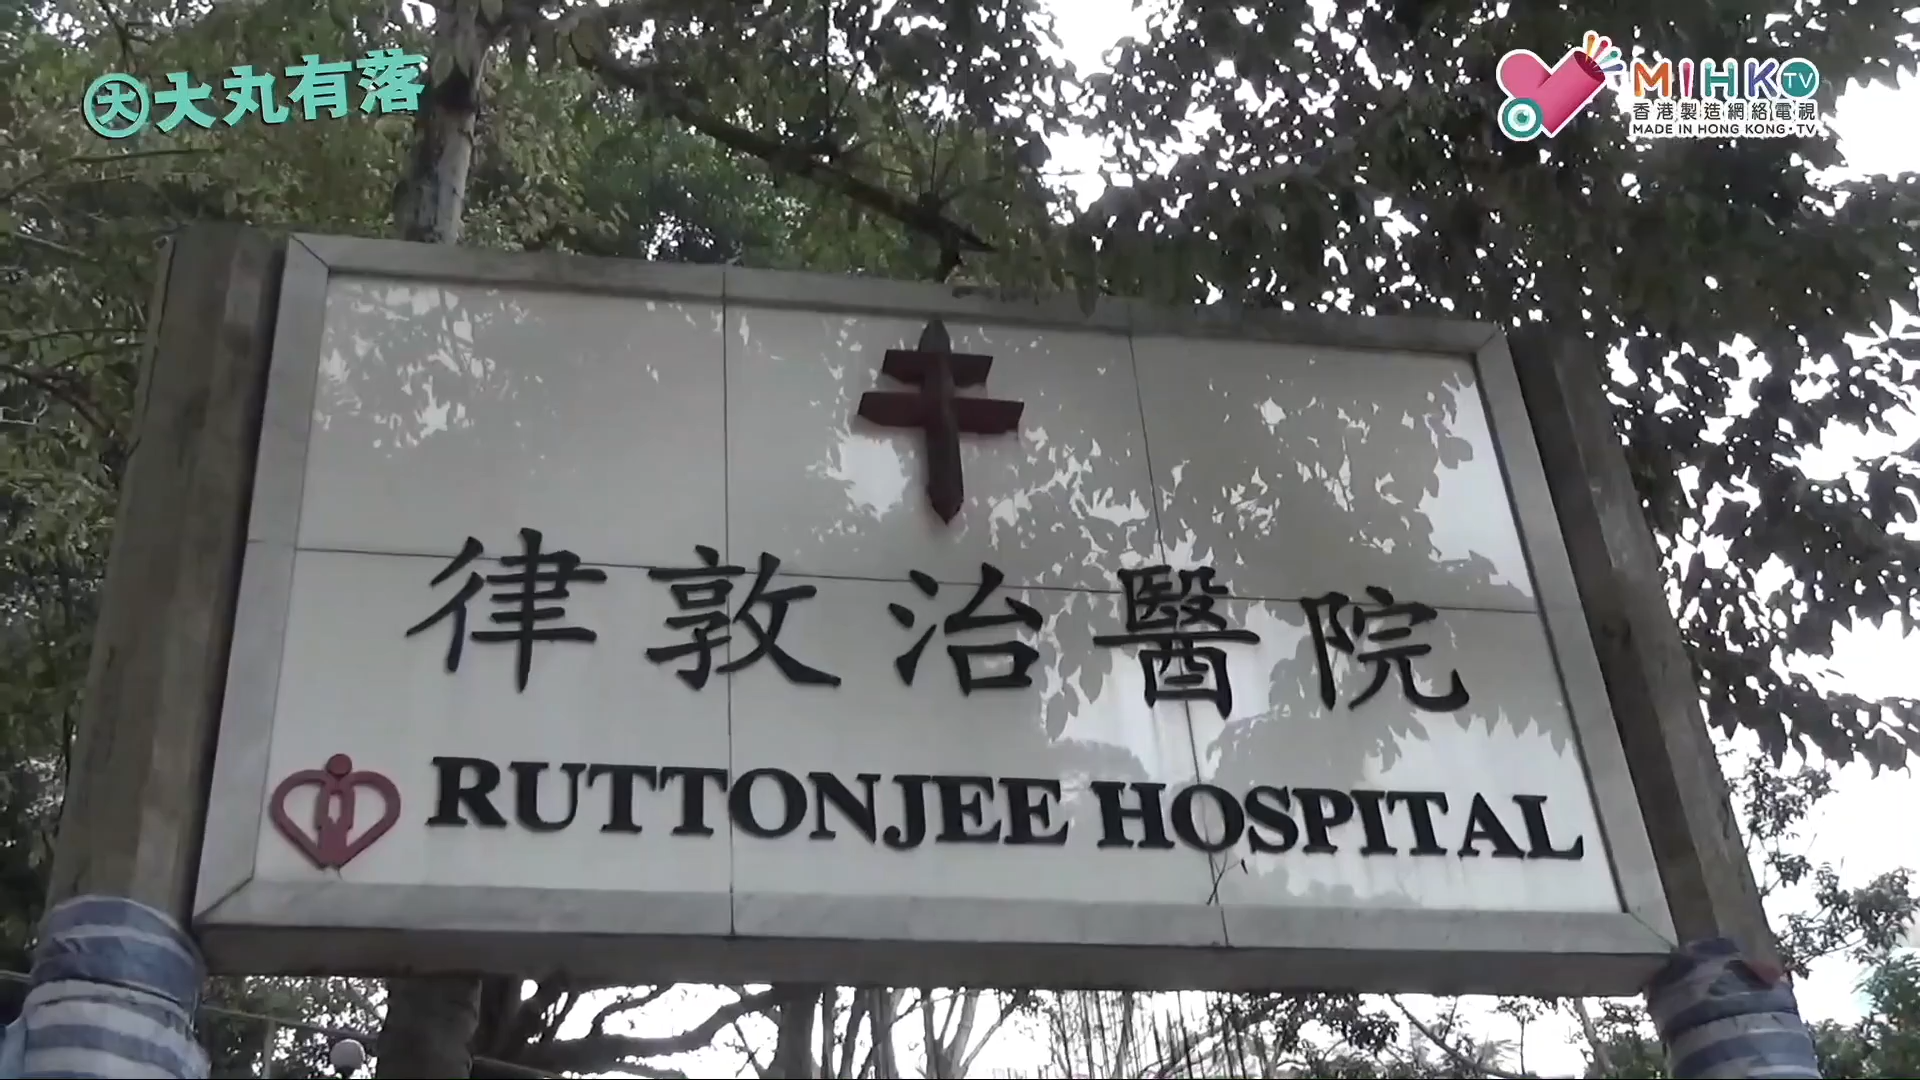 大 大丸有落
MIHK TV
香港製造網絡電視
MADE IN HONG KONG • TV
律敦治醫院
RUTTONJEE HOSPITAL